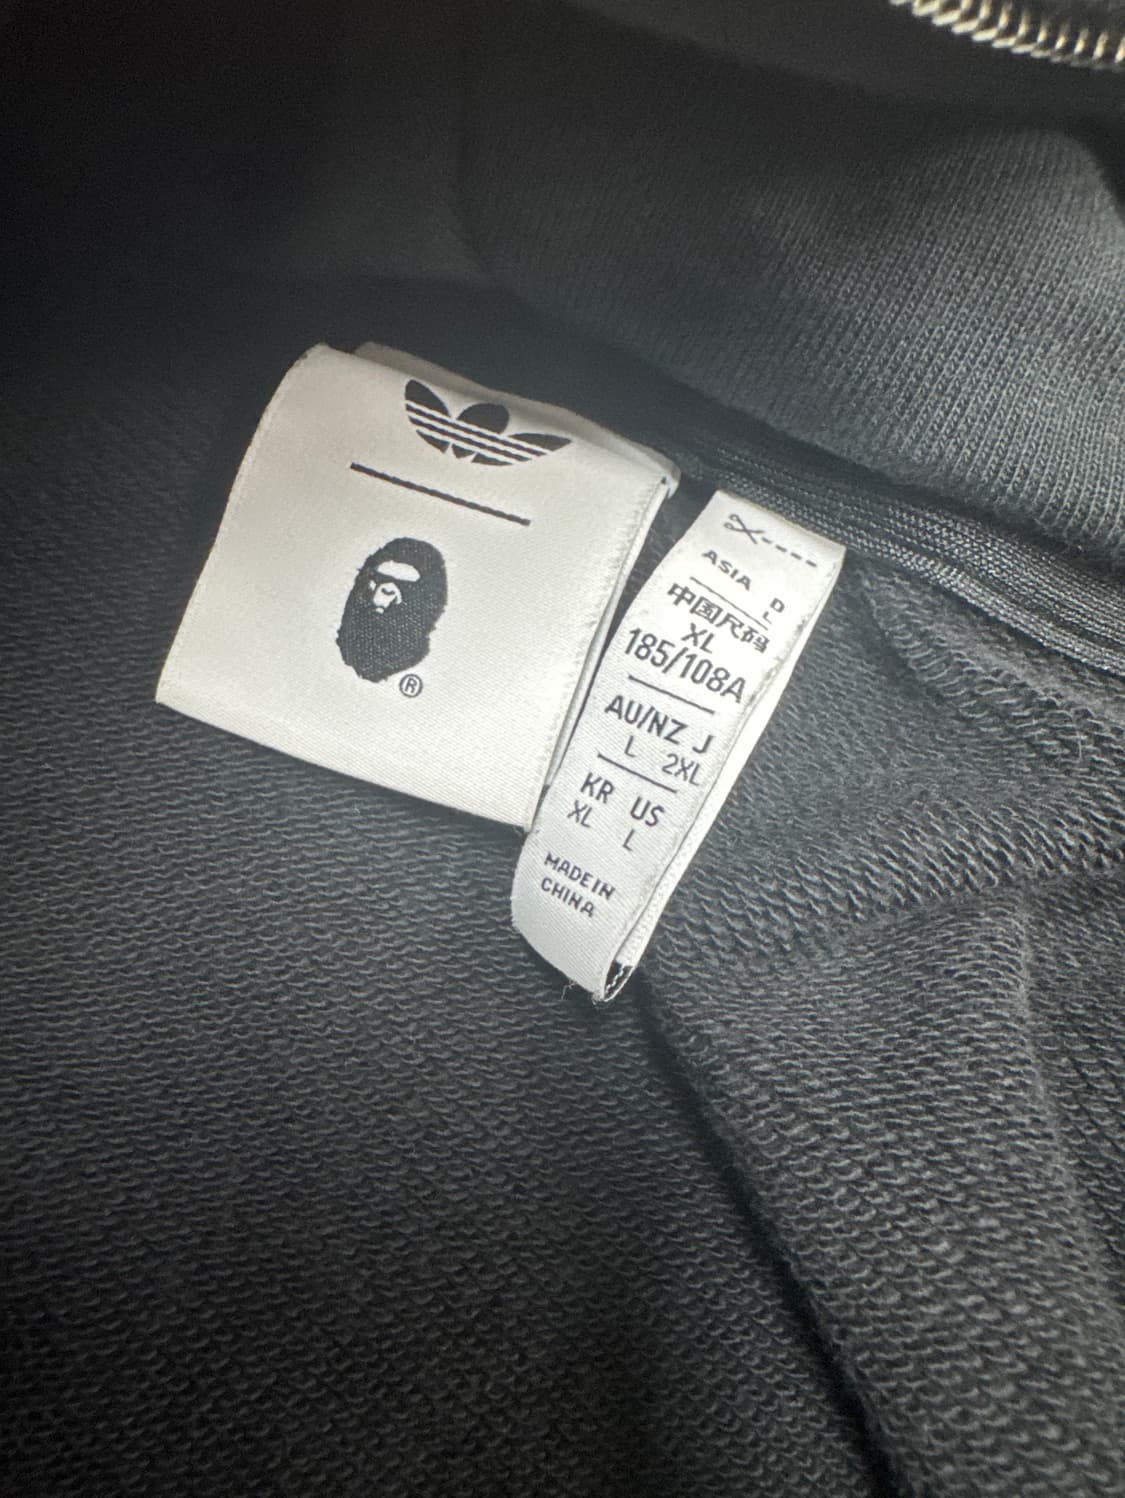 ®
ASIA D
L
中国尺码
XL
185/108A
AU/NZ J
L 2XL
KR US
XL L
MADE IN
CHINA